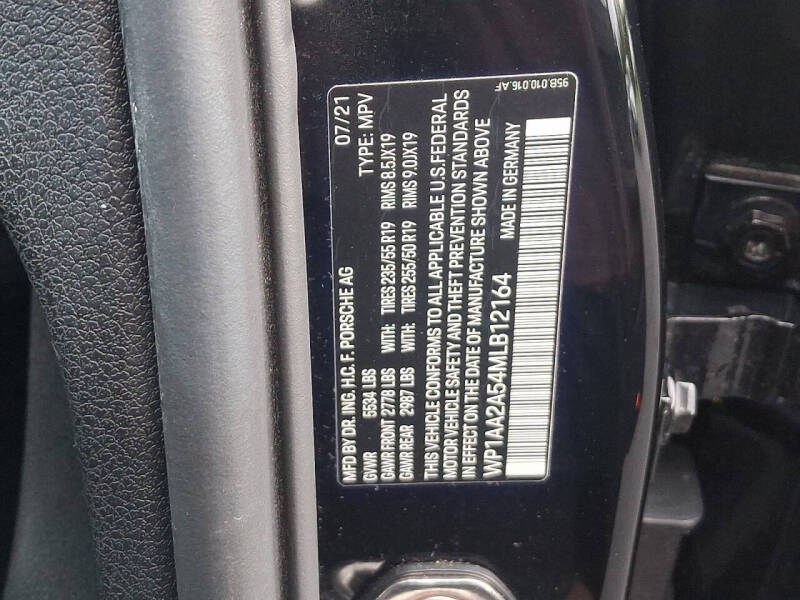 MFD BY DR. ING. H.C. F. PORSCHE AG 07/21
GVWR 5534 LBS TYPE: MPV
GAWR FRONT 2778 LBS TIRES 235/55 R19 RIMS 8.5JX19
GAWR REAR 2987 LBS TIRES 255/50 R19 RIMS 9.0JX19
THIS VEHICLE CONFORMS TO ALL APPLICABLE U.S. FEDERAL
MOTOR VEHICLE SAFETY AND THEFT PREVENTION STANDARDS
IN EFFECT ON THE DATE OF MANUFACTURE SHOWN ABOVE
WP1AA2A54MLB12164 MADE IN GERMANY
95B.010.016.AF